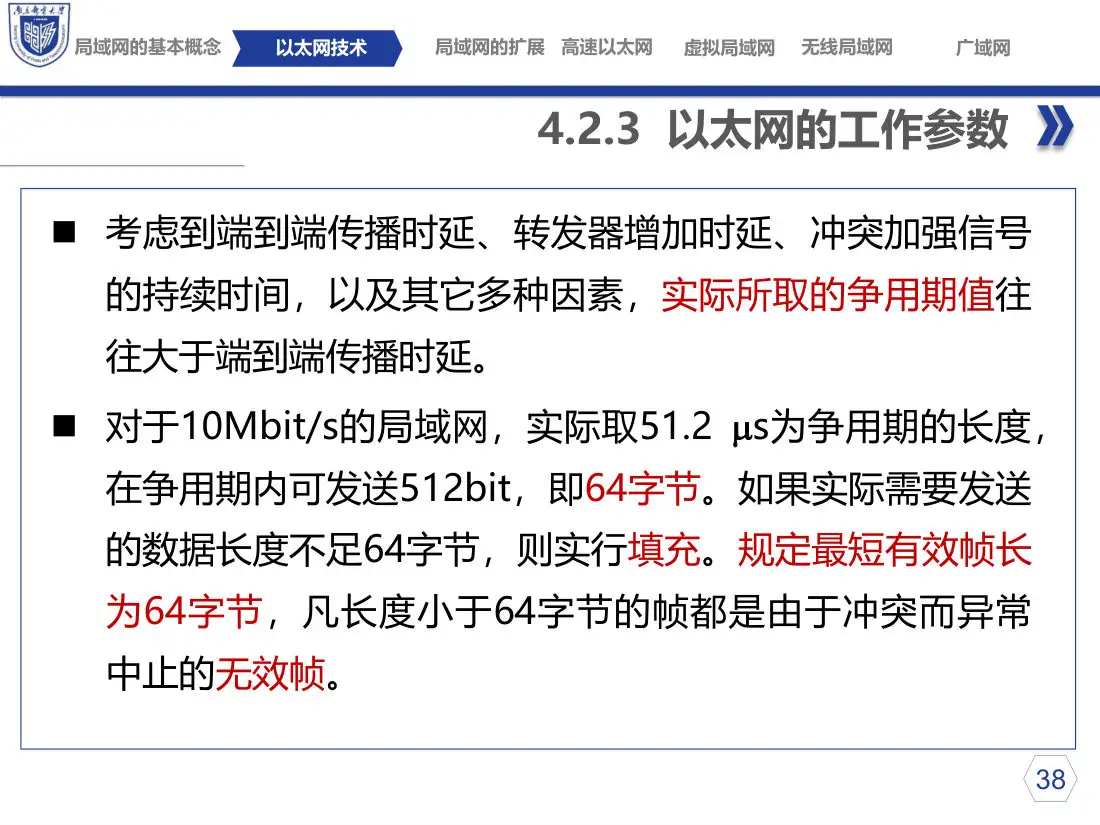 南京邮电大学
局域网的基本概念
以太网技术
局域网的扩展
高速以太网
虚拟局域网
无线局域网
广域网
4.2.3 以太网的工作参数
■ 考虑到端到端传播时延、转发器增加时延、冲突加强信号
的持续时间，以及其它多种因素，实际所取的争用期值往
往大于端到端传播时延。
■ 对于10Mbit/s的局域网，实际取51.2 μs为争用期的长度，
在争用期内可发送512bit，即64字节。如果实际需要发送
的数据长度不足64字节，则实行填充。规定最短有效帧长
为64字节，凡长度小于64字节的帧都是由于冲突而异常
中止的无效帧。
38